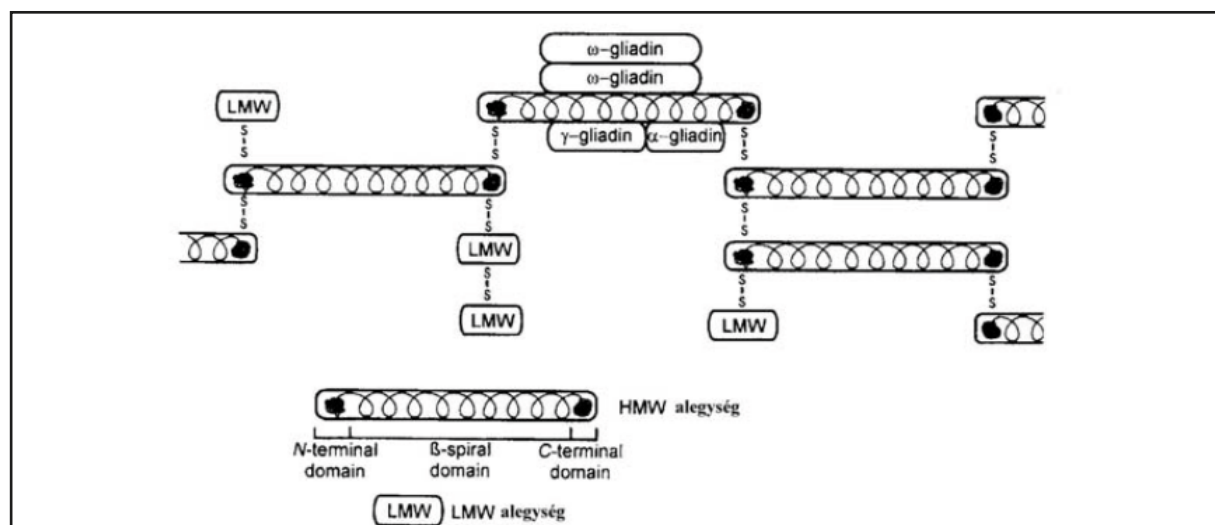 ω-gliadin
ω-gliadin
LMW
γ-gliadin α-gliadin
S
I
S
S
I
S
S
I
S
S
I
S
S
I
S
S
I
S
S
I
S
LMW
S
I
S
S
I
S
S
I
S
LMW
LMW
HMW alegység
N-terminal domain
ß-spiral domain
C-terminal domain
LMW LMW alegység